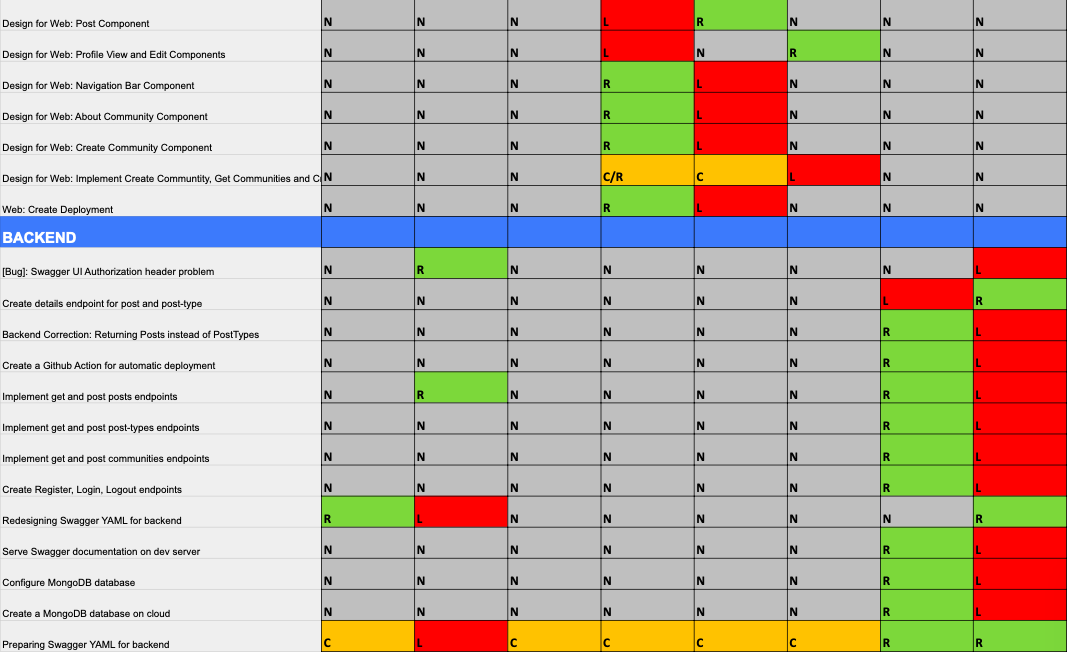 Design for Web: Post Component N N N L R N N N
Design for Web: Profile View and Edit Components N N N L N R N N
Design for Web: Navigation Bar Component N N N R L N N N
Design for Web: About Community Component N N N R L N N N
Design for Web: Create Community Component N N N R L N N N
Design for Web: Implement Create Communtity, Get Communities and C N N N C/R C L N N
Web: Create Deployment N N N R L N N N
BACKEND
[Bug]: Swagger UI Authorization header problem N R N N N N N L
Create details endpoint for post and post-type N N N N N N L R
Backend Correction: Returning Posts instead of PostTypes N N N N N N R L
Create a Github Action for automatic deployment N N N N N N R L
Implement get and post posts endpoints N R N N N N R L
Implement get and post post-types endpoints N N N N N N R L
Implement get and post communities endpoints N N N N N N R L
Create Register, Login, Logout endpoints N N N N N N R L
Redesigning Swagger YAML for backend R L N N N N N R
Serve Swagger documentation on dev server N N N N N N R L
Configure MongoDB database N N N N N N R L
Create a MongoDB database on cloud N N N N N N R L
Preparing Swagger YAML for backend C L C C C C R R